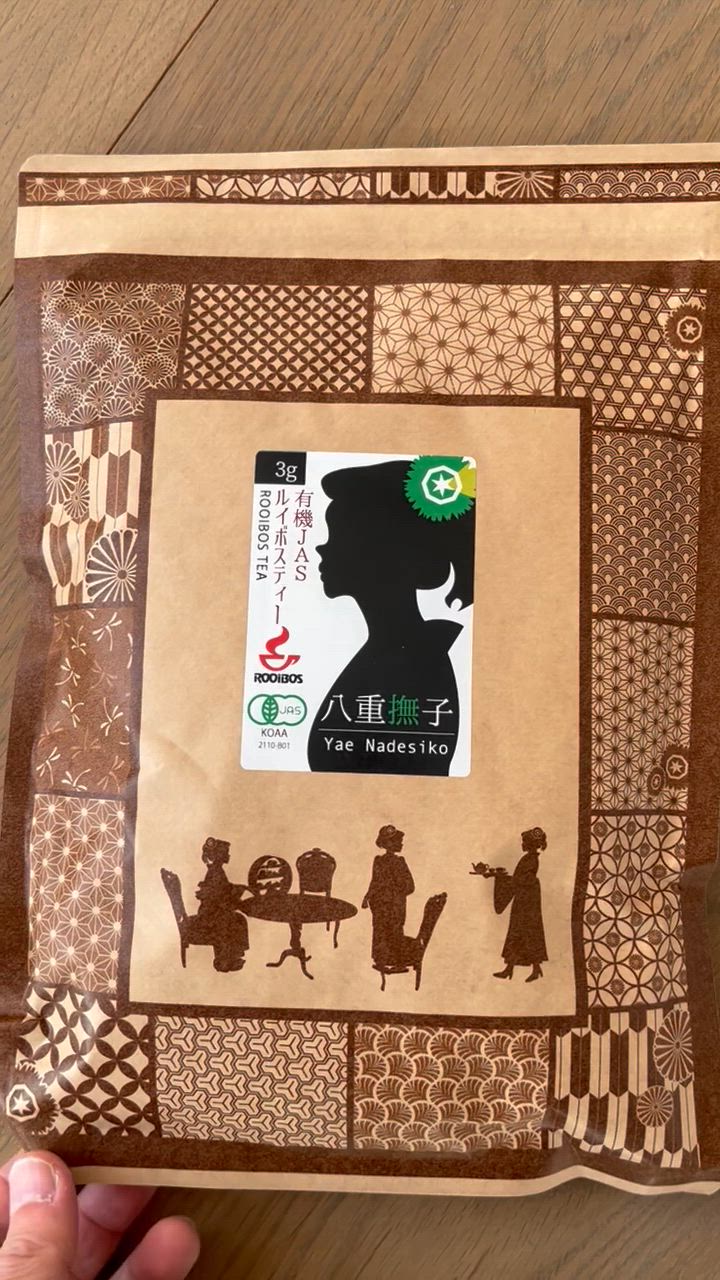 3g
有機JAS
ルイボスティー
ROOIBOS TEA
ROOIBOS
JAS
KOAA
2110-B01
八重撫子
Yae Nadesiko